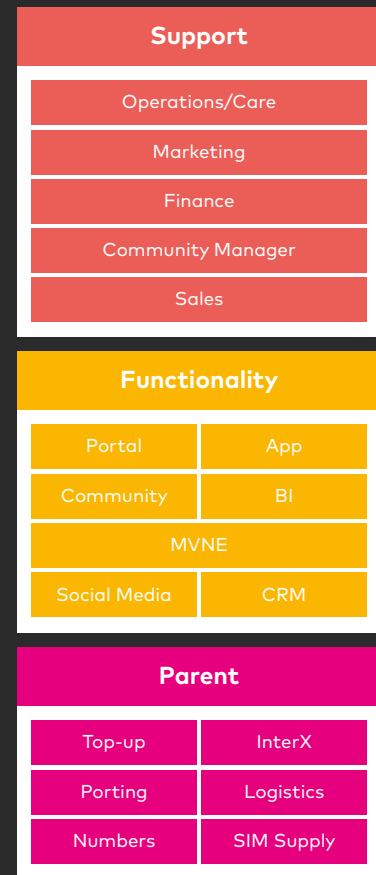 Support
Operations/Care
Marketing
Finance
Community Manager
Sales
Functionality
Portal App
Community BI
MVNE
Social Media CRM
Parent
Top-up InterX
Porting Logistics
Numbers SIM Supply